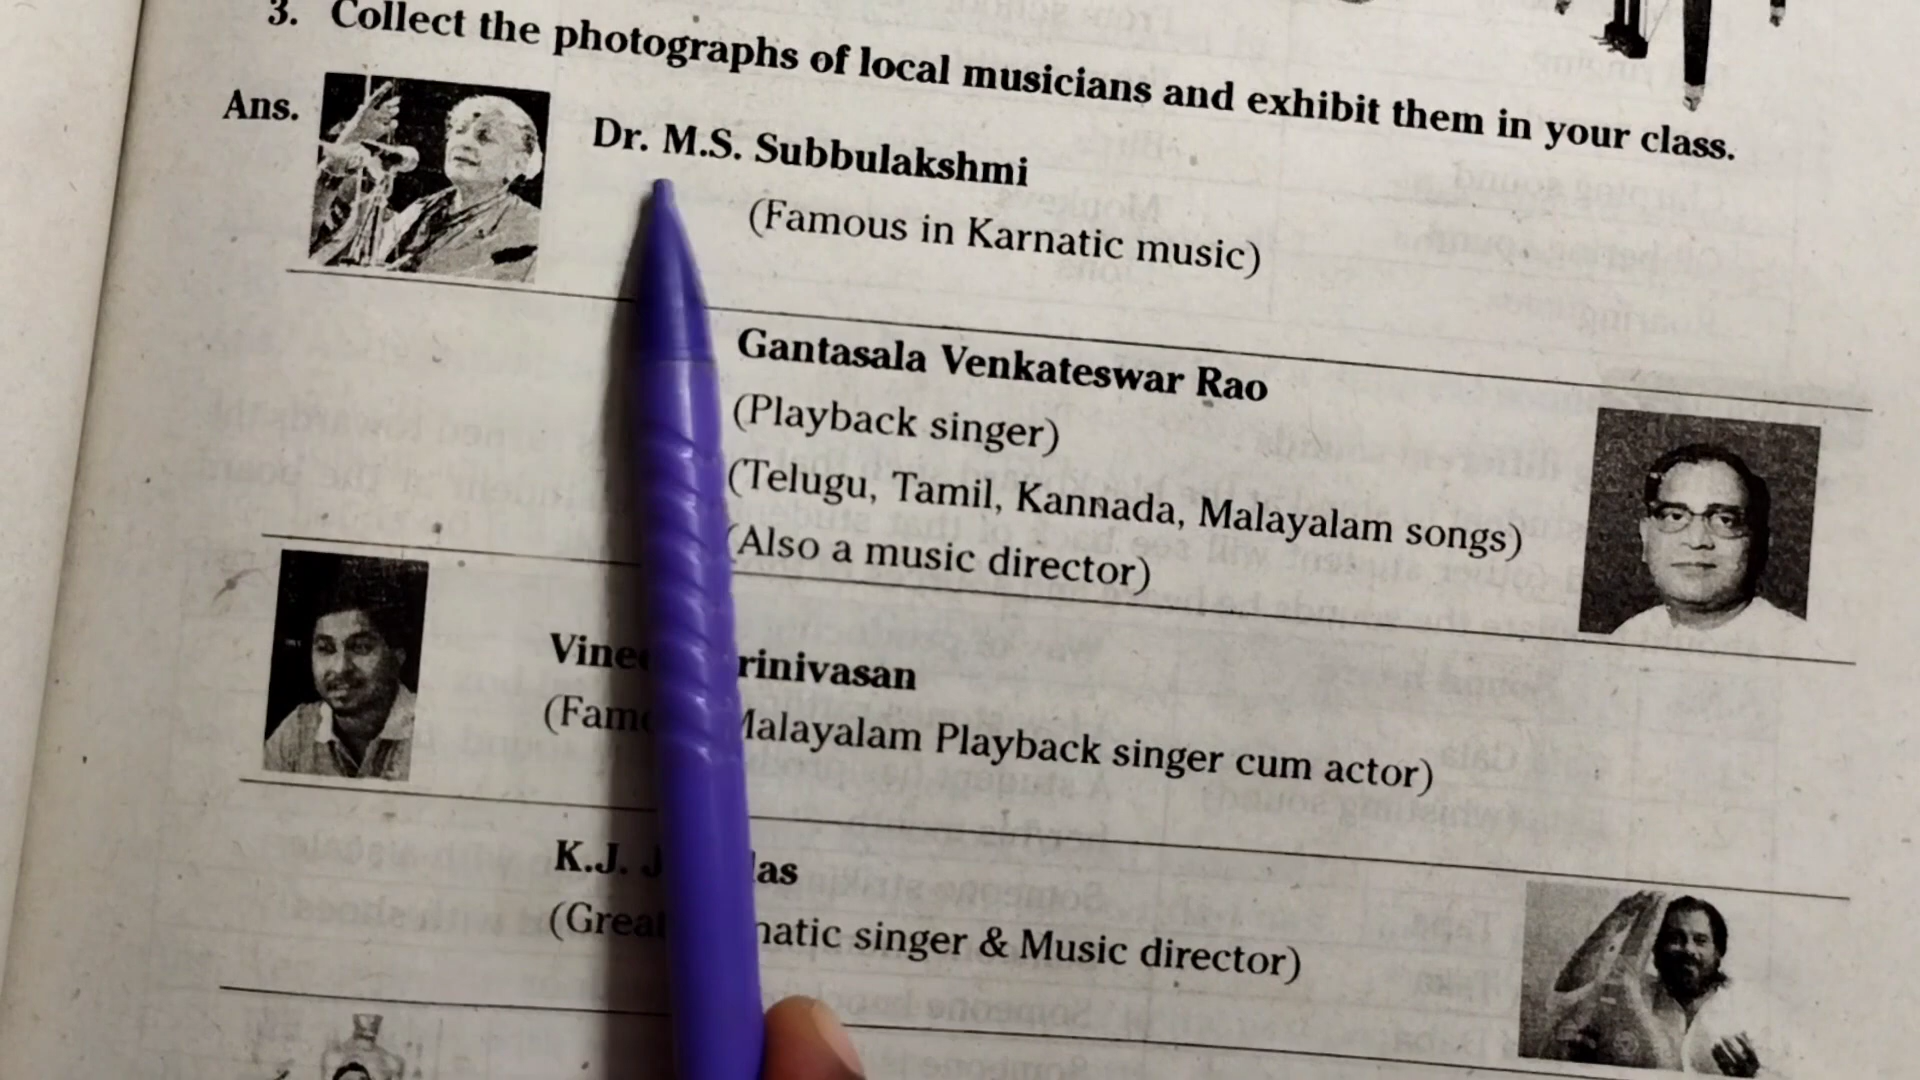 3. Collect the photographs of local musicians and exhibit them in your class.
Ans.
Dr. M.S. Subbulakshmi
(Famous in Karnatic music)
Gantasala Venkateswar Rao
(Playback singer)
(Telugu, Tamil, Kannada, Malayalam songs)
(Also a music director)
rinivasan
Malayalam Playback singer cum actor)
K.J.
singer & Music director)